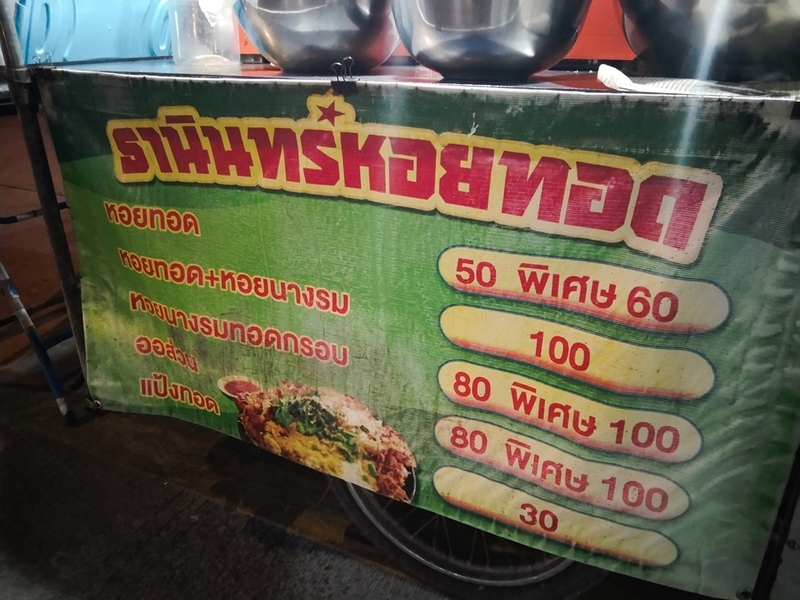 ธานินทร์หอยทอด
หอยทอด 50 พิเศษ 60
หอยทอด+หอยนางรม 100
หอยนางรมทอดกรอบ 80 พิเศษ 100
ออส่วน 80 พิเศษ 100
แป้งทอด 30